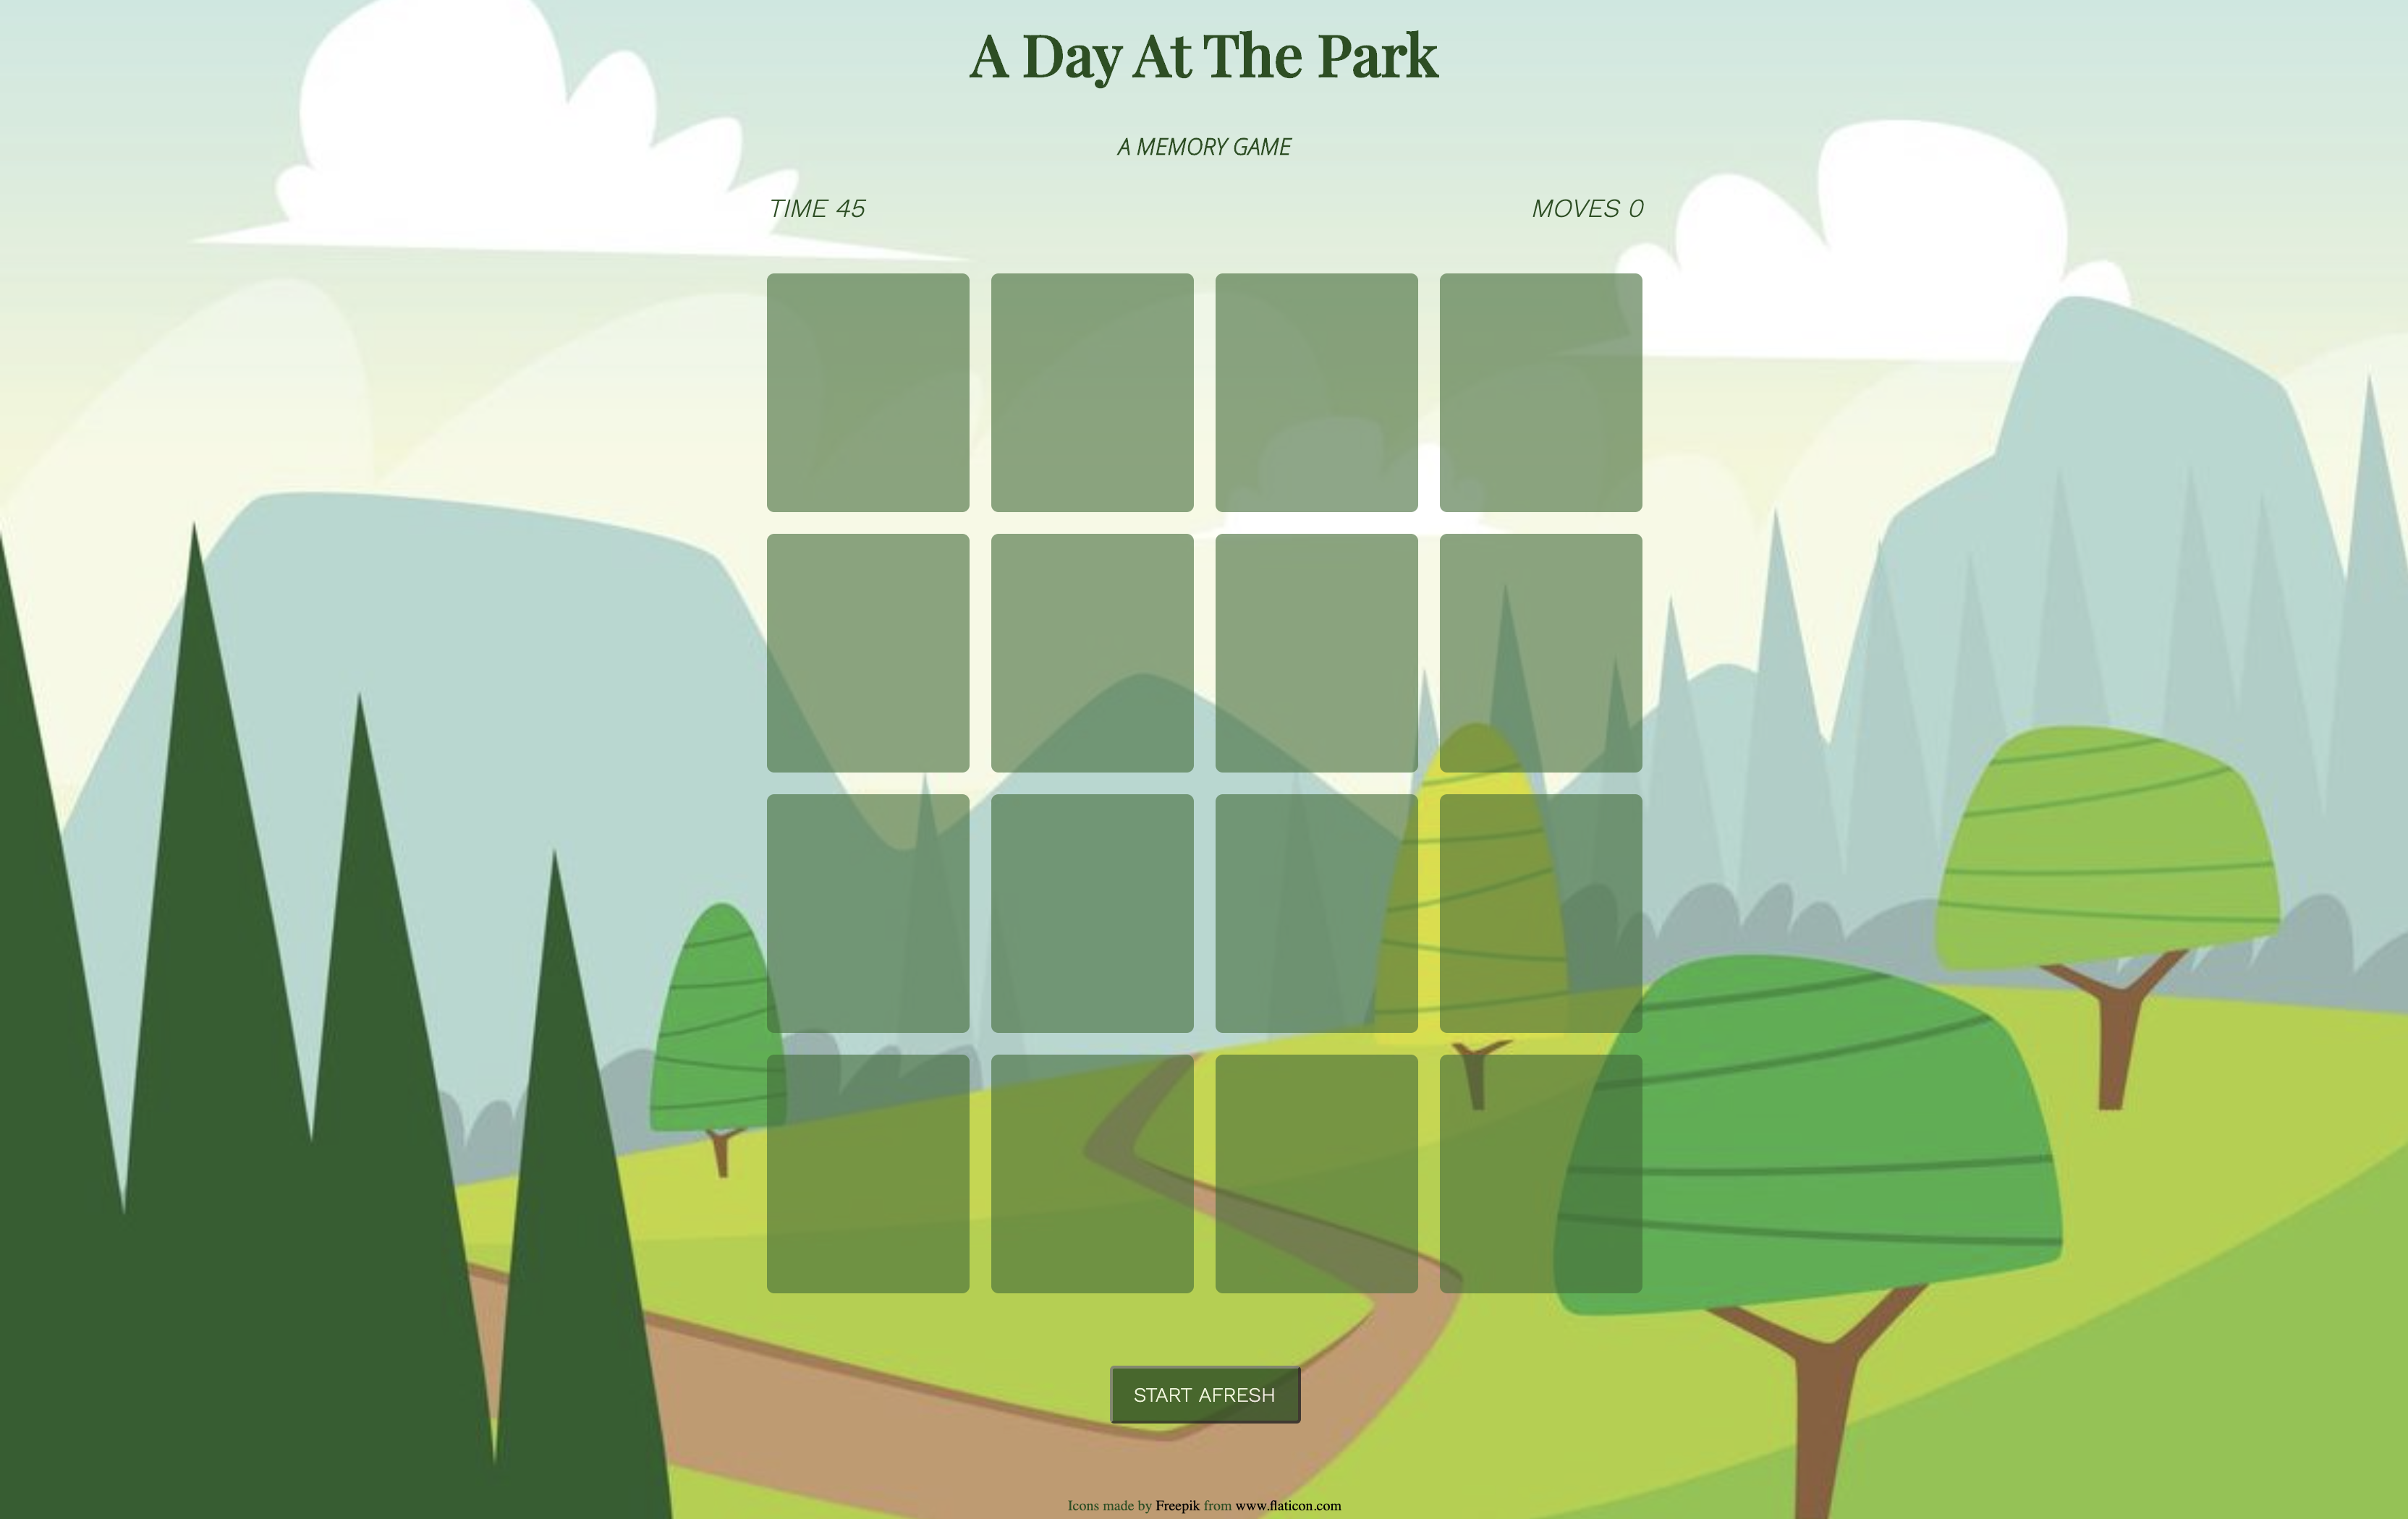 A Day At The Park
A MEMORY GAME
TIME 45
MOVES 0
START AFRESH
Icons made by Freepik from www.flaticon.com